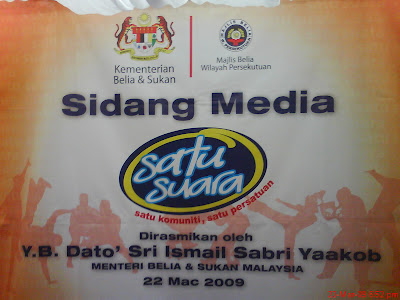 Kementerian
Belia & Sukan
Majlis Belia
Wilayah Persekutuan
Sidang Media
satu
suara
satu komuniti, satu persatuan
Dirasmikan oleh
Y.B. Dato' Sri Ismail Sabri Yaakob
MENTERI BELIA & SUKAN MALAYSIA
22 Mac 2009